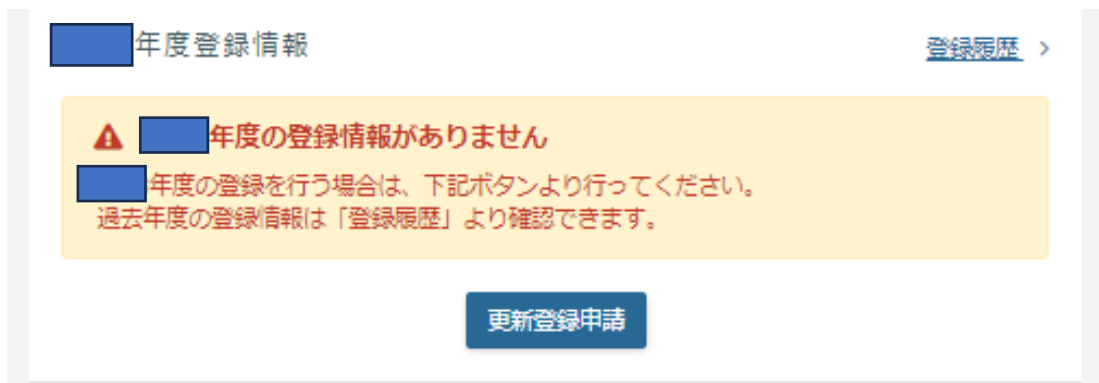 年度登録情報
登録履歴 >
年度の登録情報がありません
年度の登録を行う場合は、下記ボタンより行ってください。
過去年度の登録情報は「登録履歴」より確認できます。
更新登録申請